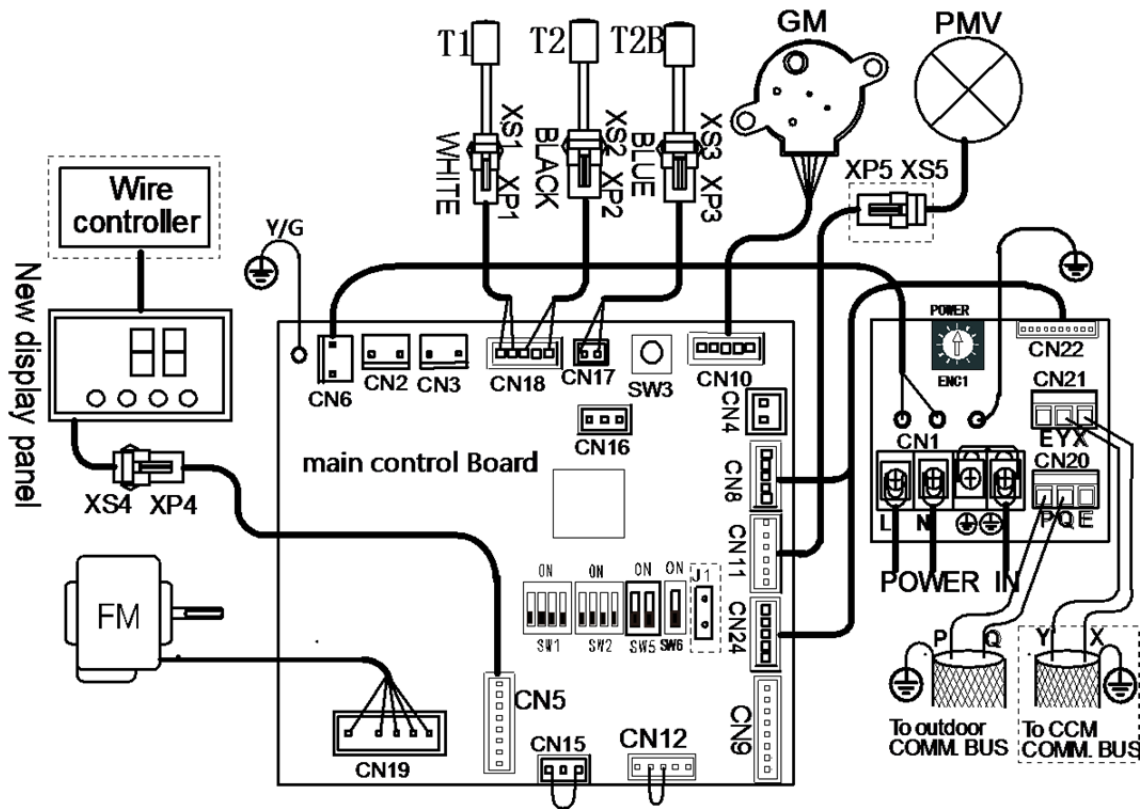 T1
T2
T2B
GM
PMV
XS1
XP1
WHITE
XS2
XP2
BLACK
XS3
XP3
BLUE
XP5 XS5
Wire
controller
Y/G
New display panel
POWER
ENC1
CN22
CN21
CN6
CN2
CN3
CN18
CN17
SW3
CN10
CN4
CN1
EYX
CN20
CN16
main control Board
CN8
XS4
XP4
L
N
PQE
CN11
POWER IN
ON
ON
ON
ON
J1
FM
SW1
SW2
SW5
SW6
CN24
P
Q
Y
X
CN5
CN9
CN15
CN12
CN19
To outdoor
COMM. BUS
To CCM
COMM. BUS